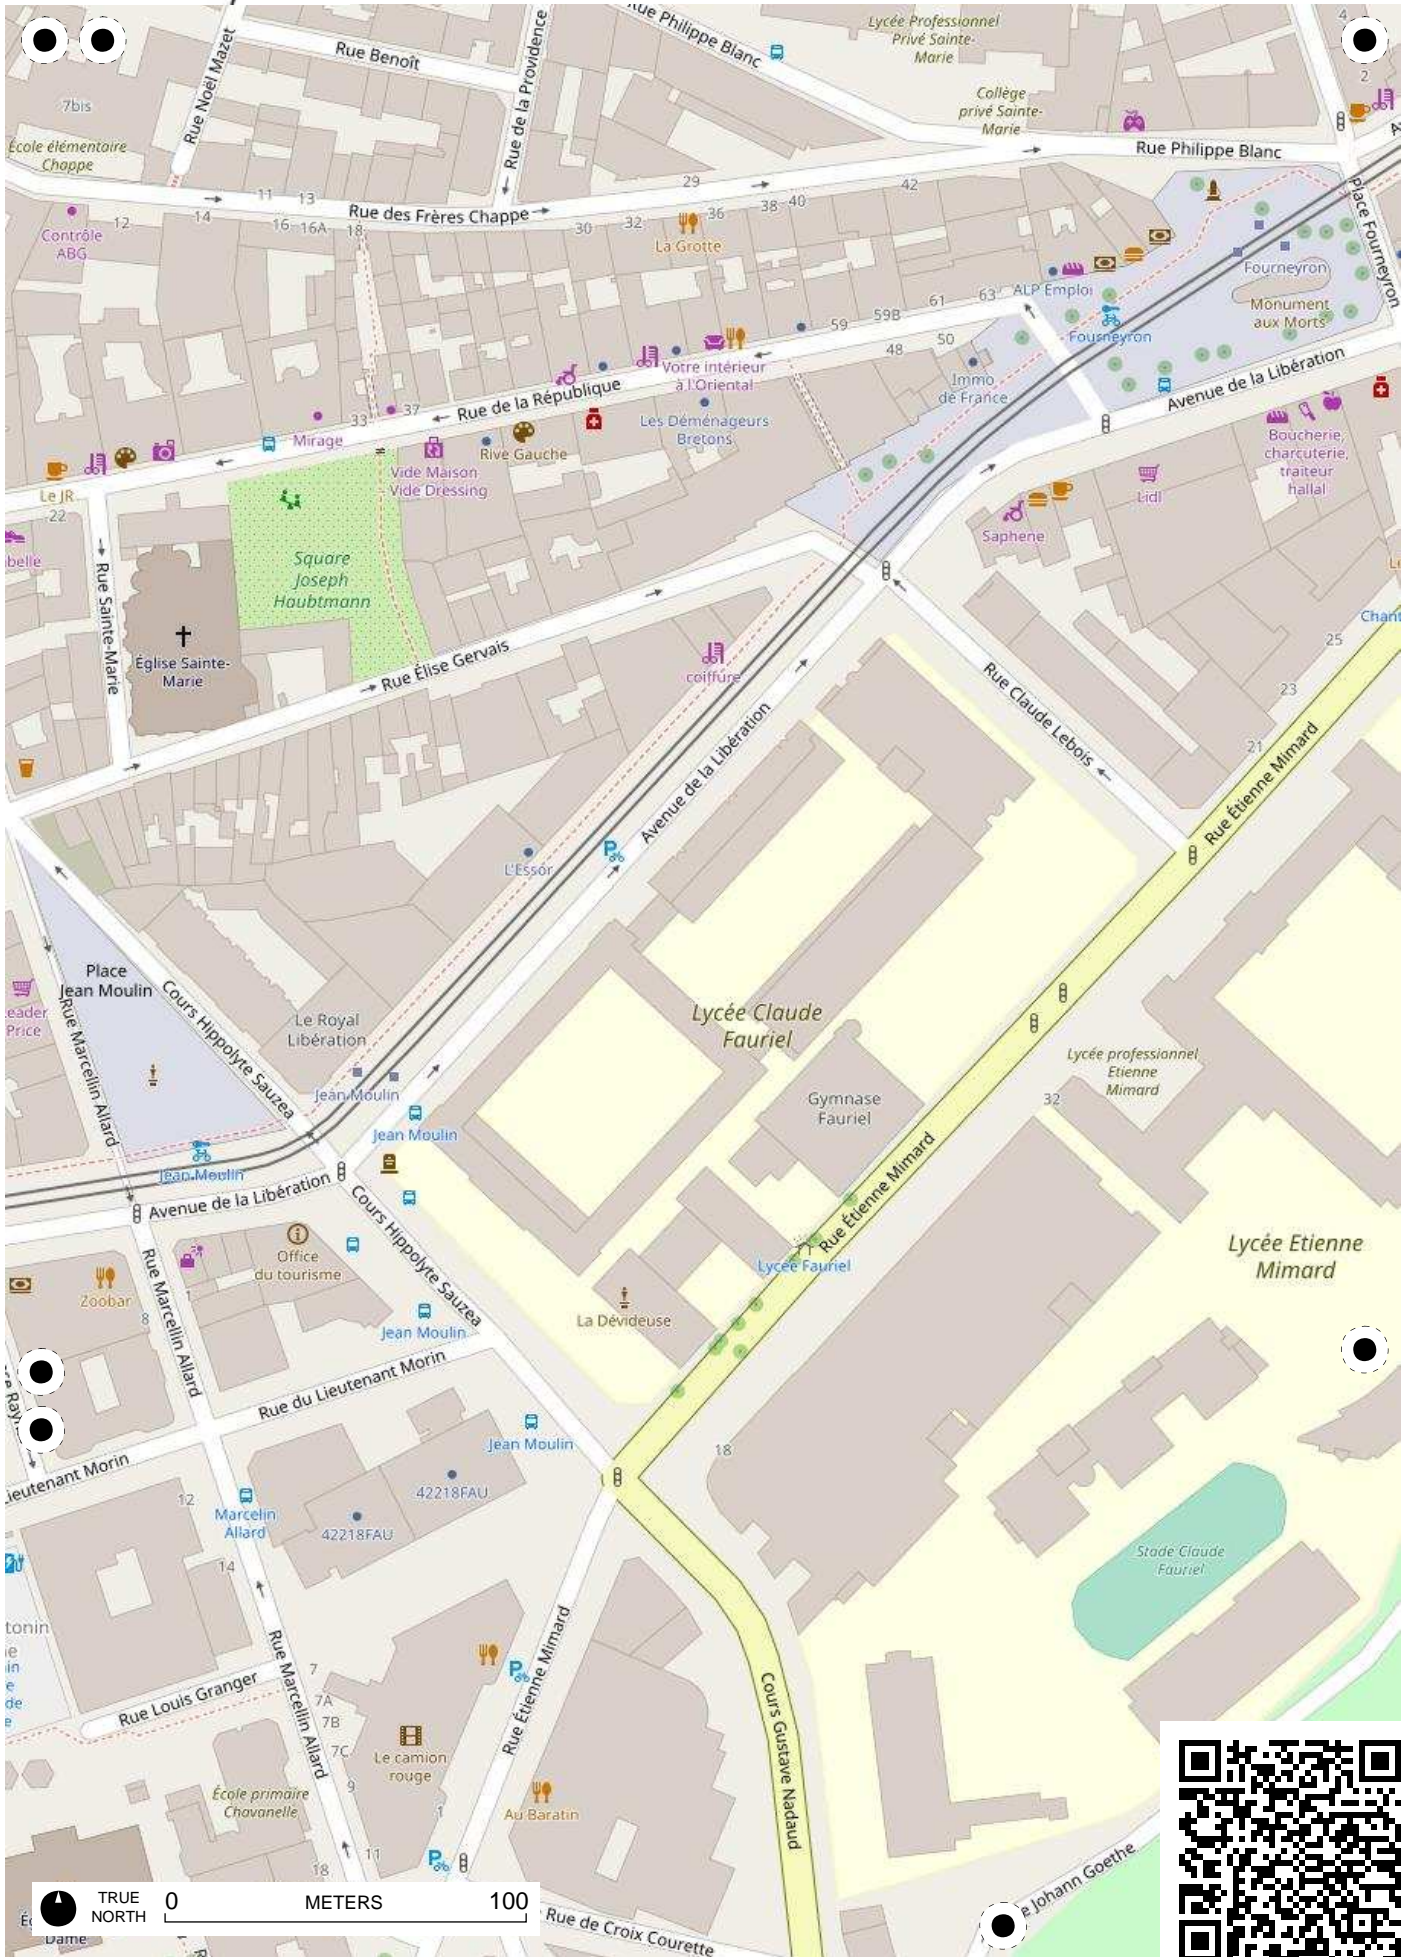 Rue Noël Mazet
Rue Benoît
Rue de la Providence
Rue Philippe Blanc
Lycée Professionnel
Privé Sainte-
Marie
4
2
7bis
Collège
privé Sainte-
Marie
École élémentaire
Chappe
Rue Philippe Blanc
Place Fourneyron
11
13
29
42
12
14
16
16A
18
Rue des Frères Chappe
30
32
36
38
40
Contrôle
ABG
La Grotte
Fourneyron
Monument
aux Morts
ALP Emploi
Fourneyron
59
59B
61
63
48
50
Avenue de la Libération
Votre intérieur
à l'Oriental
Immo
de France
Rue de la République
33
37
Mirage
Les Déménageurs
Bretons
Rive Gauche
Vide Maison
Vide Dressing
Boucherie,
charcuterie,
traiteur
hallal
Lidl
Saphene
Le JR
22
belle
Rue Sainte-Marie
Square
Joseph
Haubtmann
Église Sainte-
Marie
Rue Élise Gervais
coiffure
Rue Claude Lebois
Le
Chant
25
23
21
Rue Étienne Mimard
Avenue de la Libération
L'Essor
Place
Jean Moulin
Leader
Price
Rue Marcellin Allard
Cours Hippolyte Sauzea
Le Royal
Libération
Lycée Claude
Fauriel
Lycée professionnel
Etienne
Mimard
32
Gymnase
Fauriel
Jean Moulin
Jean Moulin
Jean Moulin
Avenue de la Libération
Cours Hippolyte Sauzea
Rue Étienne Mimard
Lycée Fauriel
Lycée Etienne
Mimard
Office
du tourisme
Zoobar
8
1
Rue Marcellin Allard
Jean Moulin
La Dévideuse
Rue du Lieutenant Morin
Jean Moulin
18
Lieutenant Morin
12
42218FAU
42218FAU
Marcelin
Allard
14
Stade Claude
Fauriel
tonin
Rue Louis Granger
7
7A
7B
7C
9
11
18
Rue Marcellin Allard
Rue Étienne Mimard
Cours Gustave Nadaud
Le camion
rouge
1
École primaire
Chavanelle
Au Baratin
Johann Goethe
Rue de Croix Courette
Dame
TRUE
NORTH
0 METERS 100